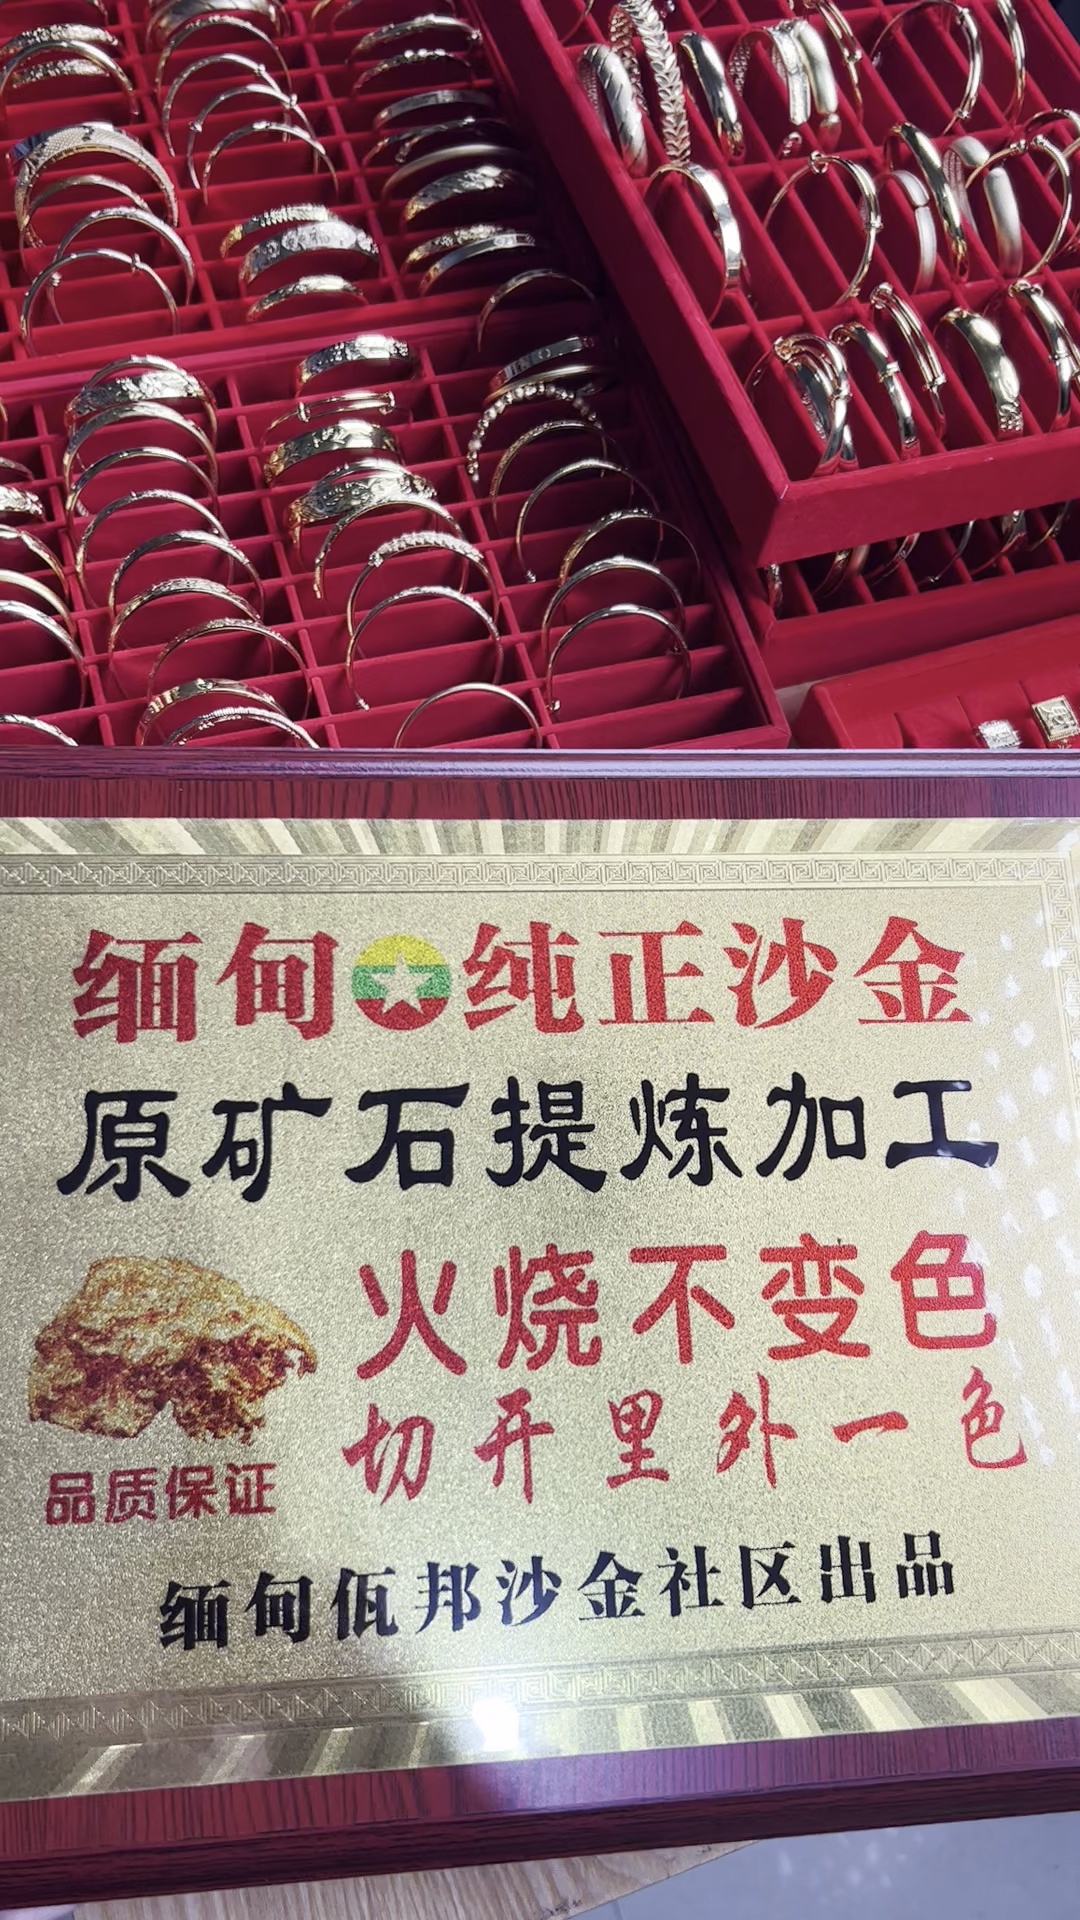 缅甸纯正沙金
原矿石提炼加工
火烧不变色
切开里外一色
品质保证
缅甸佤邦沙金社区出品